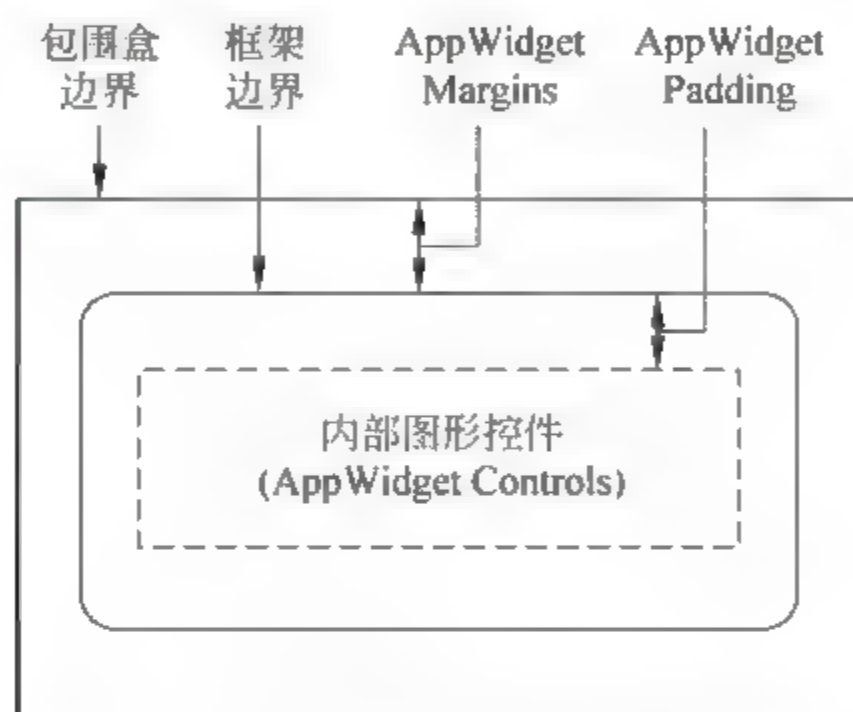 包围盒
边界
框架
边界
AppWidget
Margins
AppWidget
Padding
内部图形控件
(AppWidget Controls)